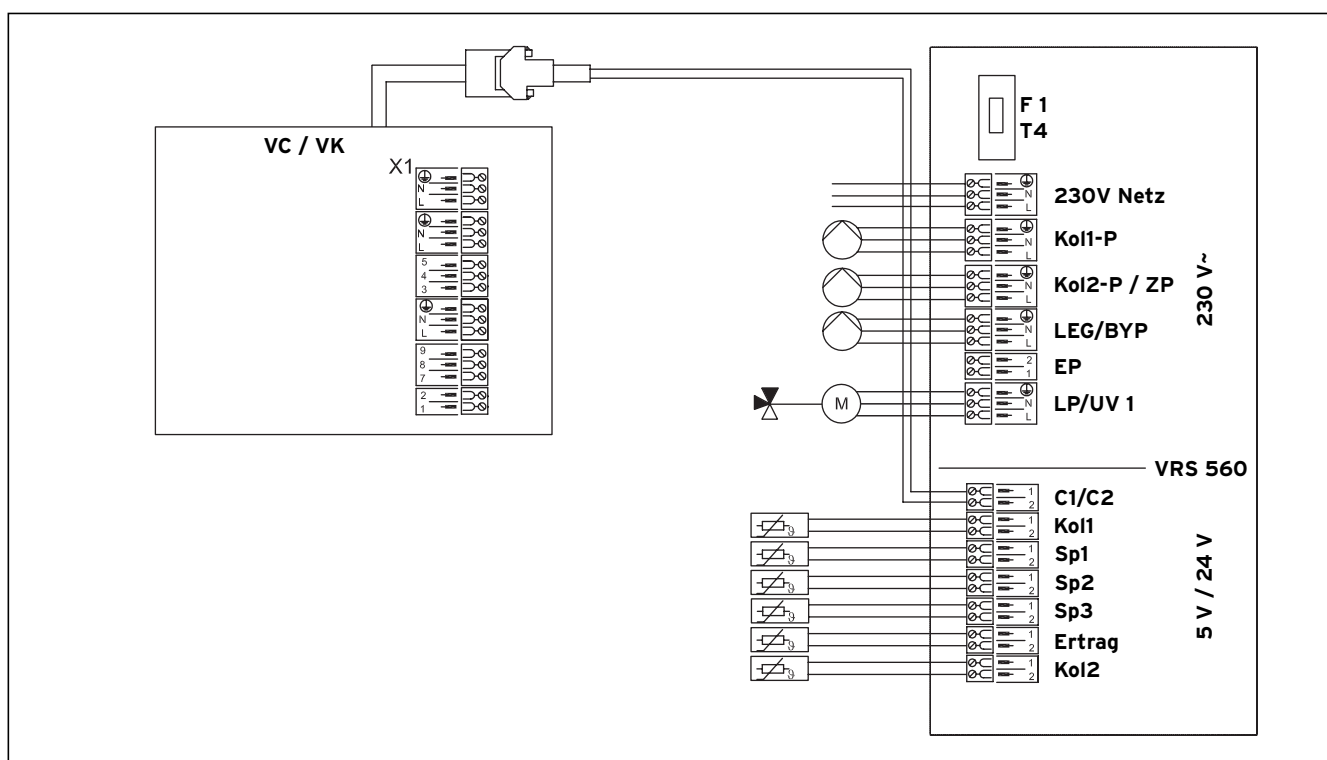 VC / VK
X1
N
L
N
L
5
4
3
N
L
9
8
7
2
1
F 1
T4
N
L
230V Netz
N
L
Kol1-P
N
L
Kol2-P / ZP
N
L
LEG/BYP
2
1
EP
N
L
LP/UV 1
M
230 V~
VRS 560
1
2
C1/C2
1
2
Kol1
ϑ
1
2
Sp1
ϑ
1
2
Sp2
ϑ
1
2
Sp3
ϑ
1
2
Ertrag
ϑ
1
2
Kol2
ϑ
5 V / 24 V